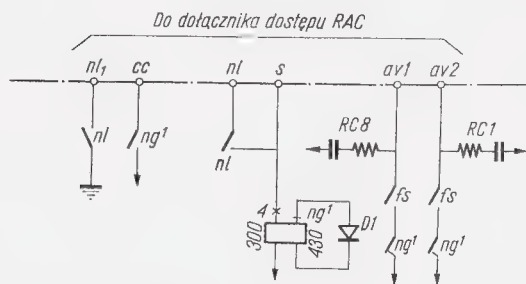 Do dołącznika dostępu RAC
nl₁ cc nl s av1 av2
RC8 RC1
nl ng¹ nl fs fs
4 ng¹ D1 ng¹ ng¹
300 430